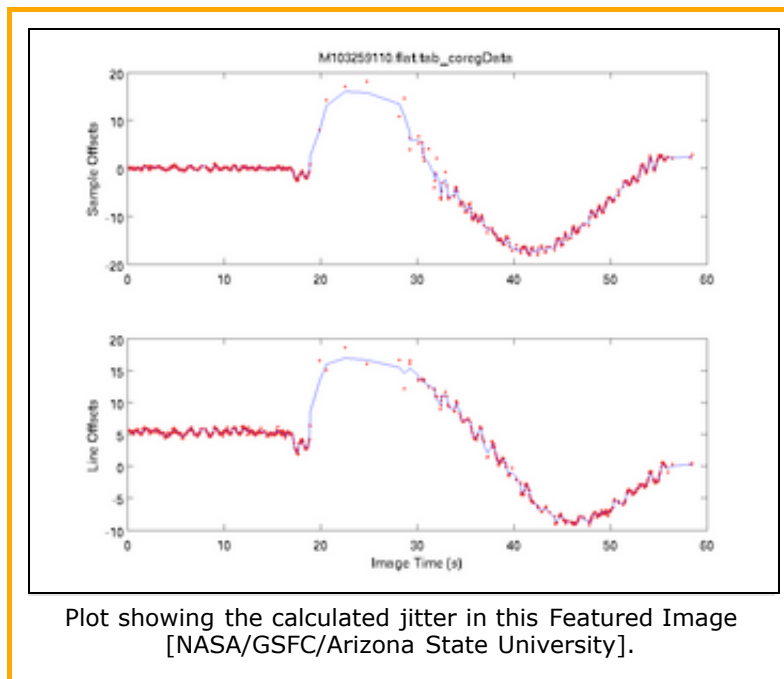 M103259110.flat.tab_coregData
20
10
0
-10
-20
Sample Offsets
0 10 20 30 40 50 60
20
15
10
5
0
-5
-10
Line Offsets
0 10 20 30 40 50 60
Image Time (s)
Plot showing the calculated jitter in this Featured Image
[NASA/GSFC/Arizona State University].